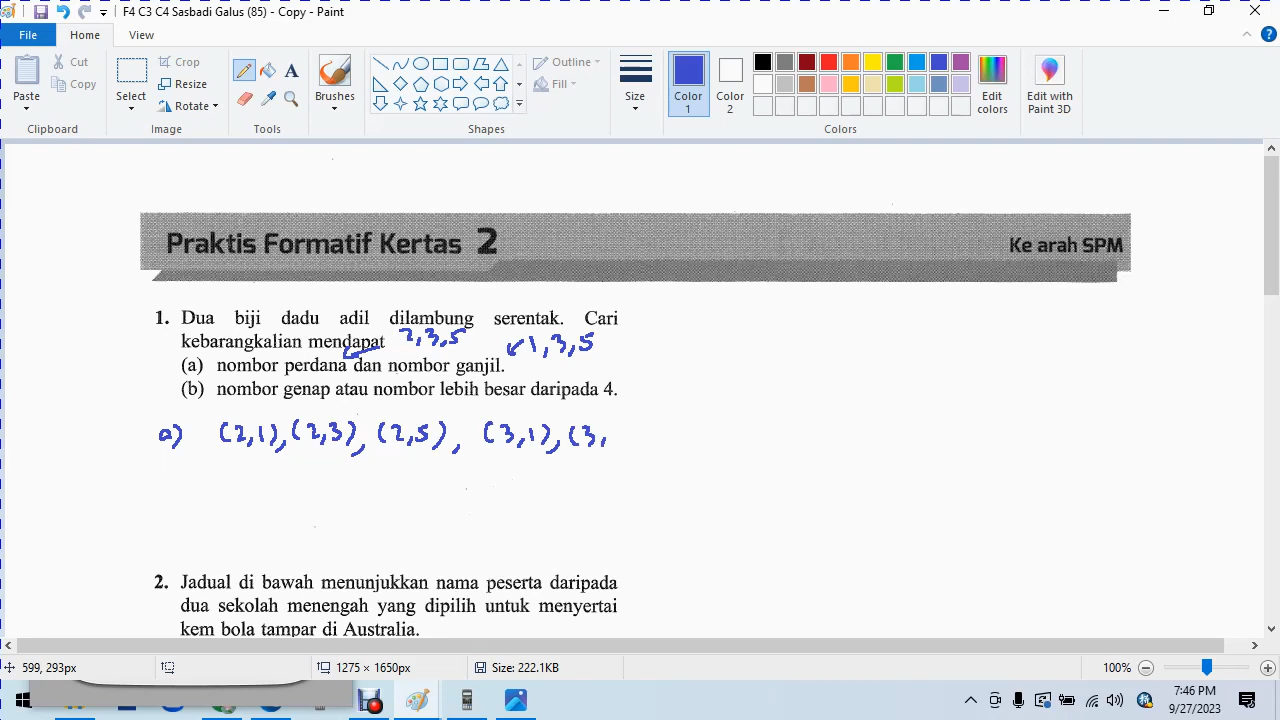 F4 C3 C4 Sasbadi Galus (85) - Copy - Paint
File Home View
Paste Cut Copy Clipboard
Select Crop Resize Rotate Image
Tools
Brushes
Shapes Outline Fill
Size
Color 1 Color 2 Colors
Edit colors
Edit with Paint 3D
Praktis Formatif Kertas 2 Ke arah SPM
1. Dua biji dadu adil dilambung serentak. Cari
kebarangkalian mendapat 2,3,5 1,3,5
(a) nombor perdana dan nombor ganjil.
(b) nombor genap atau nombor lebih besar daripada 4.
a) (2,1),(2,3),(2,5), (3,1),(3,
2. Jadual di bawah menunjukkan nama peserta daripada
dua sekolah menengah yang dipilih untuk menyertai
kem bola tampar di Australia.
599, 293px 1275 × 1650px Size: 222.1KB 100%
7:46 PM
9/27/2023